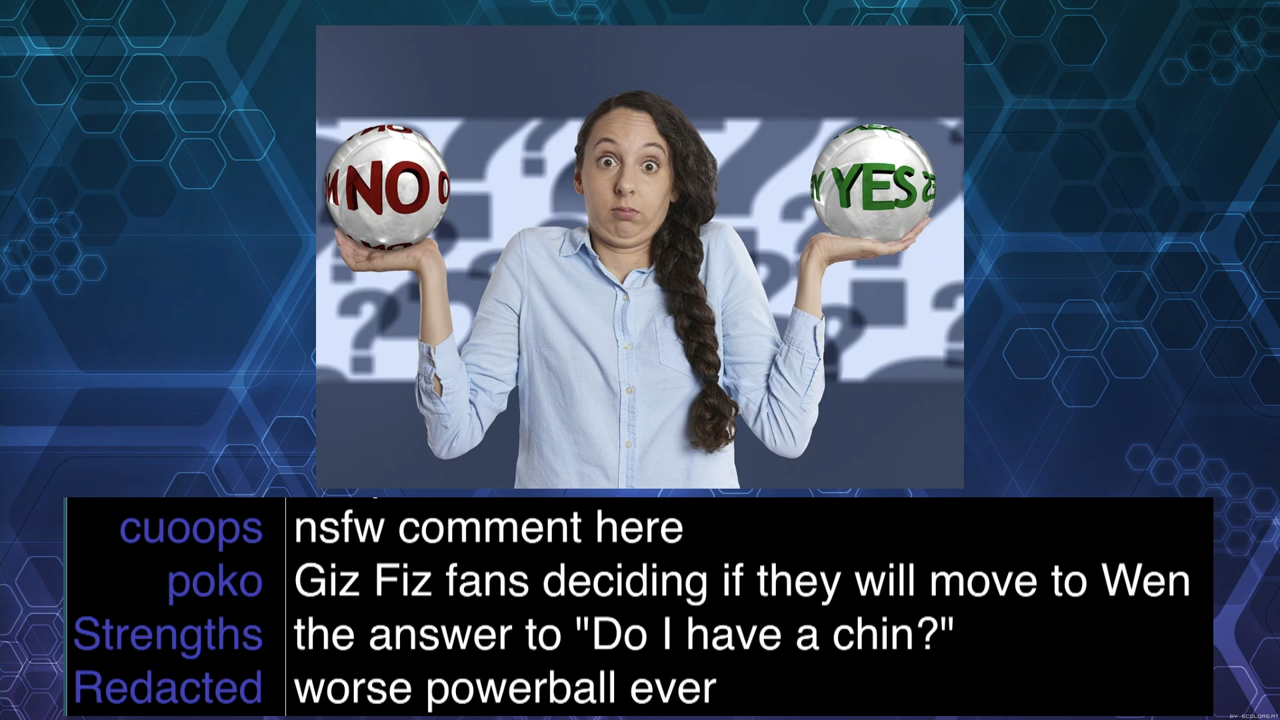 NO
YES
cuoops nsfw comment here
poko Giz Fiz fans deciding if they will move to Wen
Strengths the answer to "Do I have a chin?"
Redacted worse powerball ever